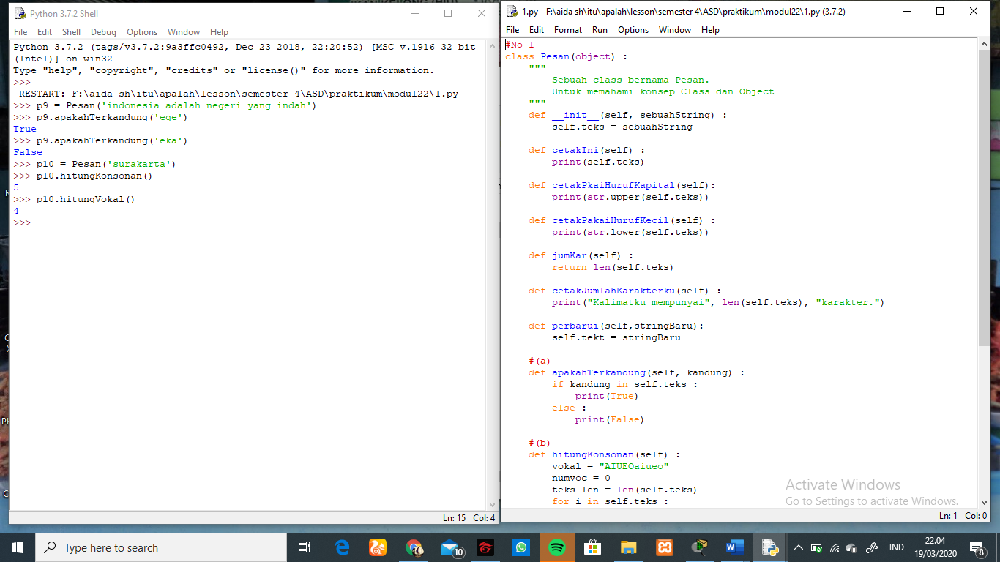 Python 3.7.2 Shell
File Edit Shell Debug Options Window Help
Python 3.7.2 (tags/v3.7.2:9a3ffc0492, Dec 23 2018, 22:20:52) [MSC v.1916 32 bit
(Intel)] on win32
Type "help", "copyright", "credits" or "license()" for more information.
>>>
 RESTART: F:\aida sh\itu\apalah\lesson\semester 4\ASD\praktikum\modul22\1.py
>>> p9 = Pesan('indonesia adalah negeri yang indah')
>>> p9.apakahTerkandung('ege')
True
>>> p9.apakahTerkandung('eka')
False
>>> p10 = Pesan('surakarta')
>>> p10.hitungKonsonan()
5
>>> p10.hitungVokal()
4
>>>
Ln: 15 Col: 4
1.py - F:\aida sh\itu\apalah\lesson\semester 4\ASD\praktikum\modul22\1.py (3.7.2)
File Edit Format Run Options Window Help
#No 1
class Pesan(object) :
    """
        Sebuah class bernama Pesan.
        Untuk memahami konsep Class dan Object
    """
    def __init__(self, sebuahString) :
        self.teks = sebuahString
    def cetakIni(self) :
        print(self.teks)
    def cetakPkaiHurufKapital(self):
        print(str.upper(self.teks))
    def cetakPakaiHurufKecil(self) :
        print(str.lower(self.teks))
    def jumKar(self) :
        return len(self.teks)
    def cetakJumlahKarakterku(self) :
        print("Kalimatku mempunyai", len(self.teks), "karakter.")
    def perbarui(self,stringBaru):
        self.tekt = stringBaru
    #(a)
    def apakahTerkandung(self, kandung) :
        if kandung in self.teks :
            print(True)
        else :
            print(False)
    #(b)
    def hitungKonsonan(self) :
        vokal = "AIUEOaiueo"
        numvoc = 0
        teks_len = len(self.teks)
        for i in self.teks :
Activate Windows
Go to Settings to activate Windows.
Ln: 1 Col: 0
Type here to search
10
IND
22.04
19/03/2020
8